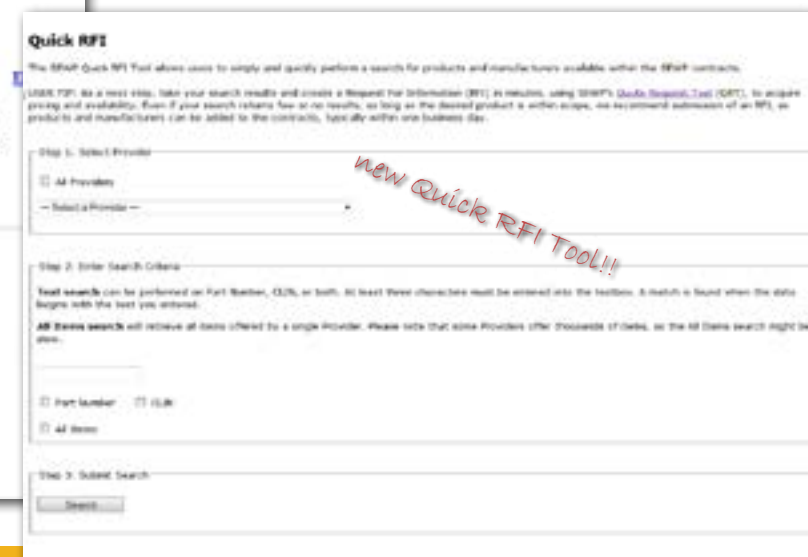 Quick RFI
The SEWP Quick RFI Tool allows users to simply and quickly perform a search for products and manufacturers available within the SEWP contracts.
USER TIP: As a next step, take your search results and create a Request For Information (RFI) in minutes, using SEWP's Quote Request Tool (QRT), to acquire
pricing and availability. Even if your search returns few or no results, so long as the desired product is within scope, we recommend submission of an RFI, as
products and manufacturers can be added to the contracts, typically within one business day.
Step 1. Select Provider
All Providers
-- Select a Provider --
new Quick RFI Tool!!
Step 2. Enter Search Criteria
Text search can be performed on Part Number, CLIN, or both. At least three characters must be entered into the textbox. A match is found when the data
begins with the text you entered.
All Items search will retrieve all items offered by a single Provider. Please note that some Providers offer thousands of items, so the All Items search might be
slow.
Part Number CLIN
All Items
Step 3. Submit Search
Search